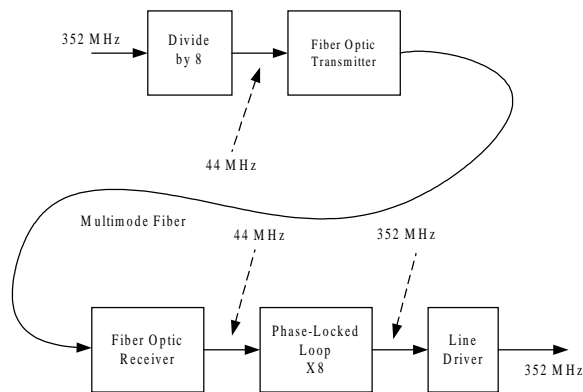 352 MHz
Divide
by 8
Fiber Optic
Transmitter
44 MHz
Multimode Fiber
44 MHz
352 MHz
Fiber Optic
Receiver
Phase-Locked
Loop
X8
Line
Driver
352 MHz